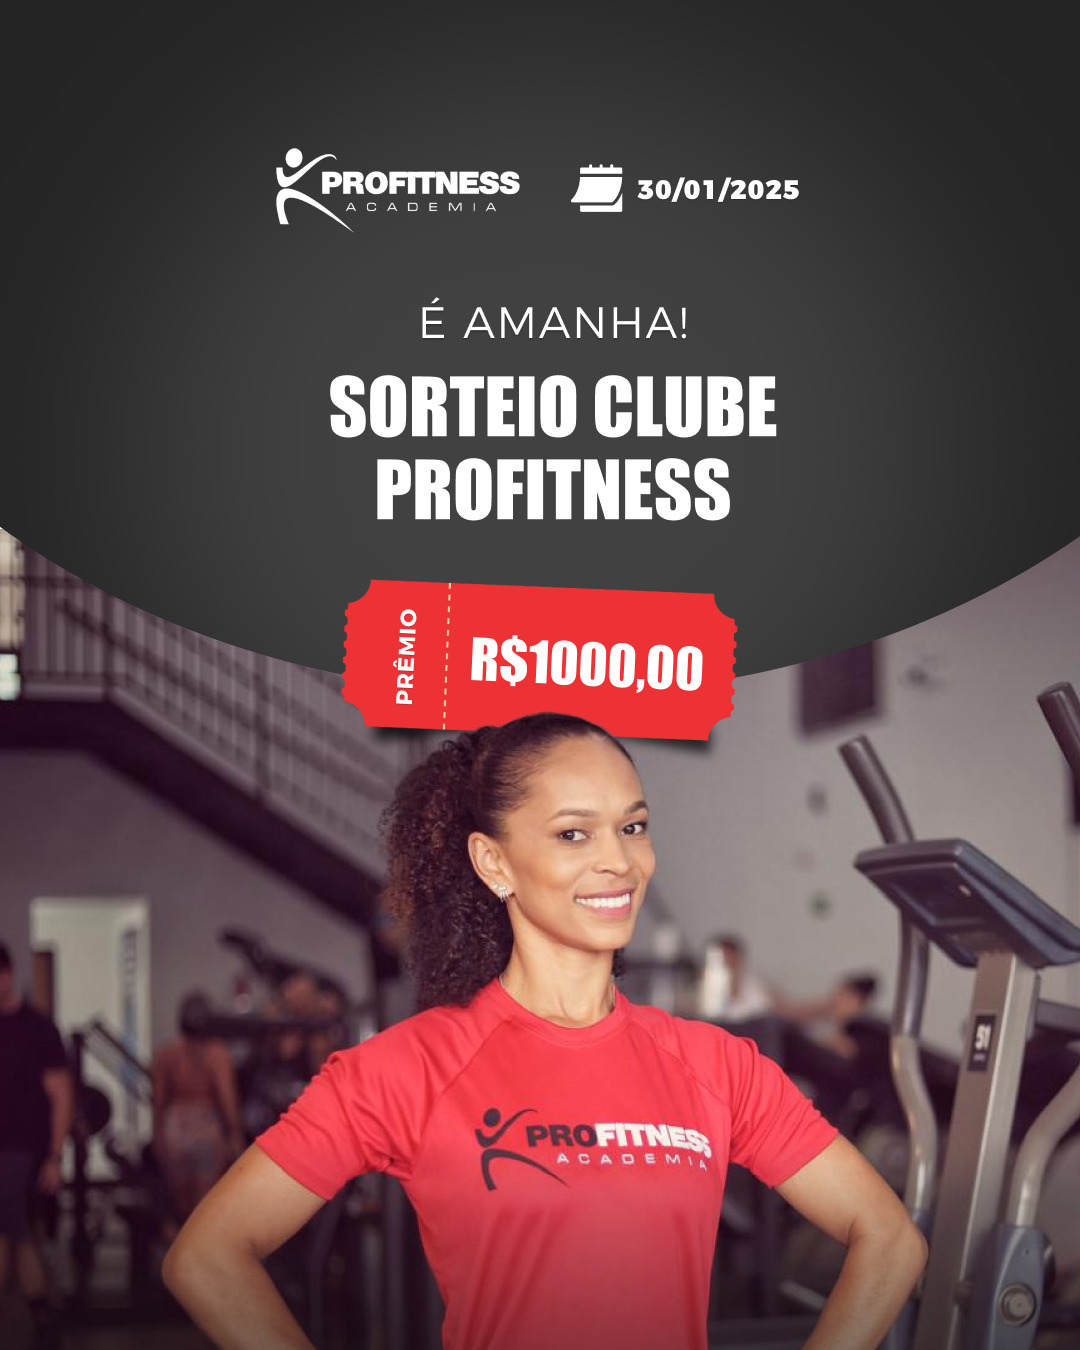 PROFITNESS
ACADEMIA
30/01/2025
É AMANHA!
SORTEIO CLUBE
PROFITNESS
PRÊMIO
R$1000,00
PROFITNESS
ACADEMIA